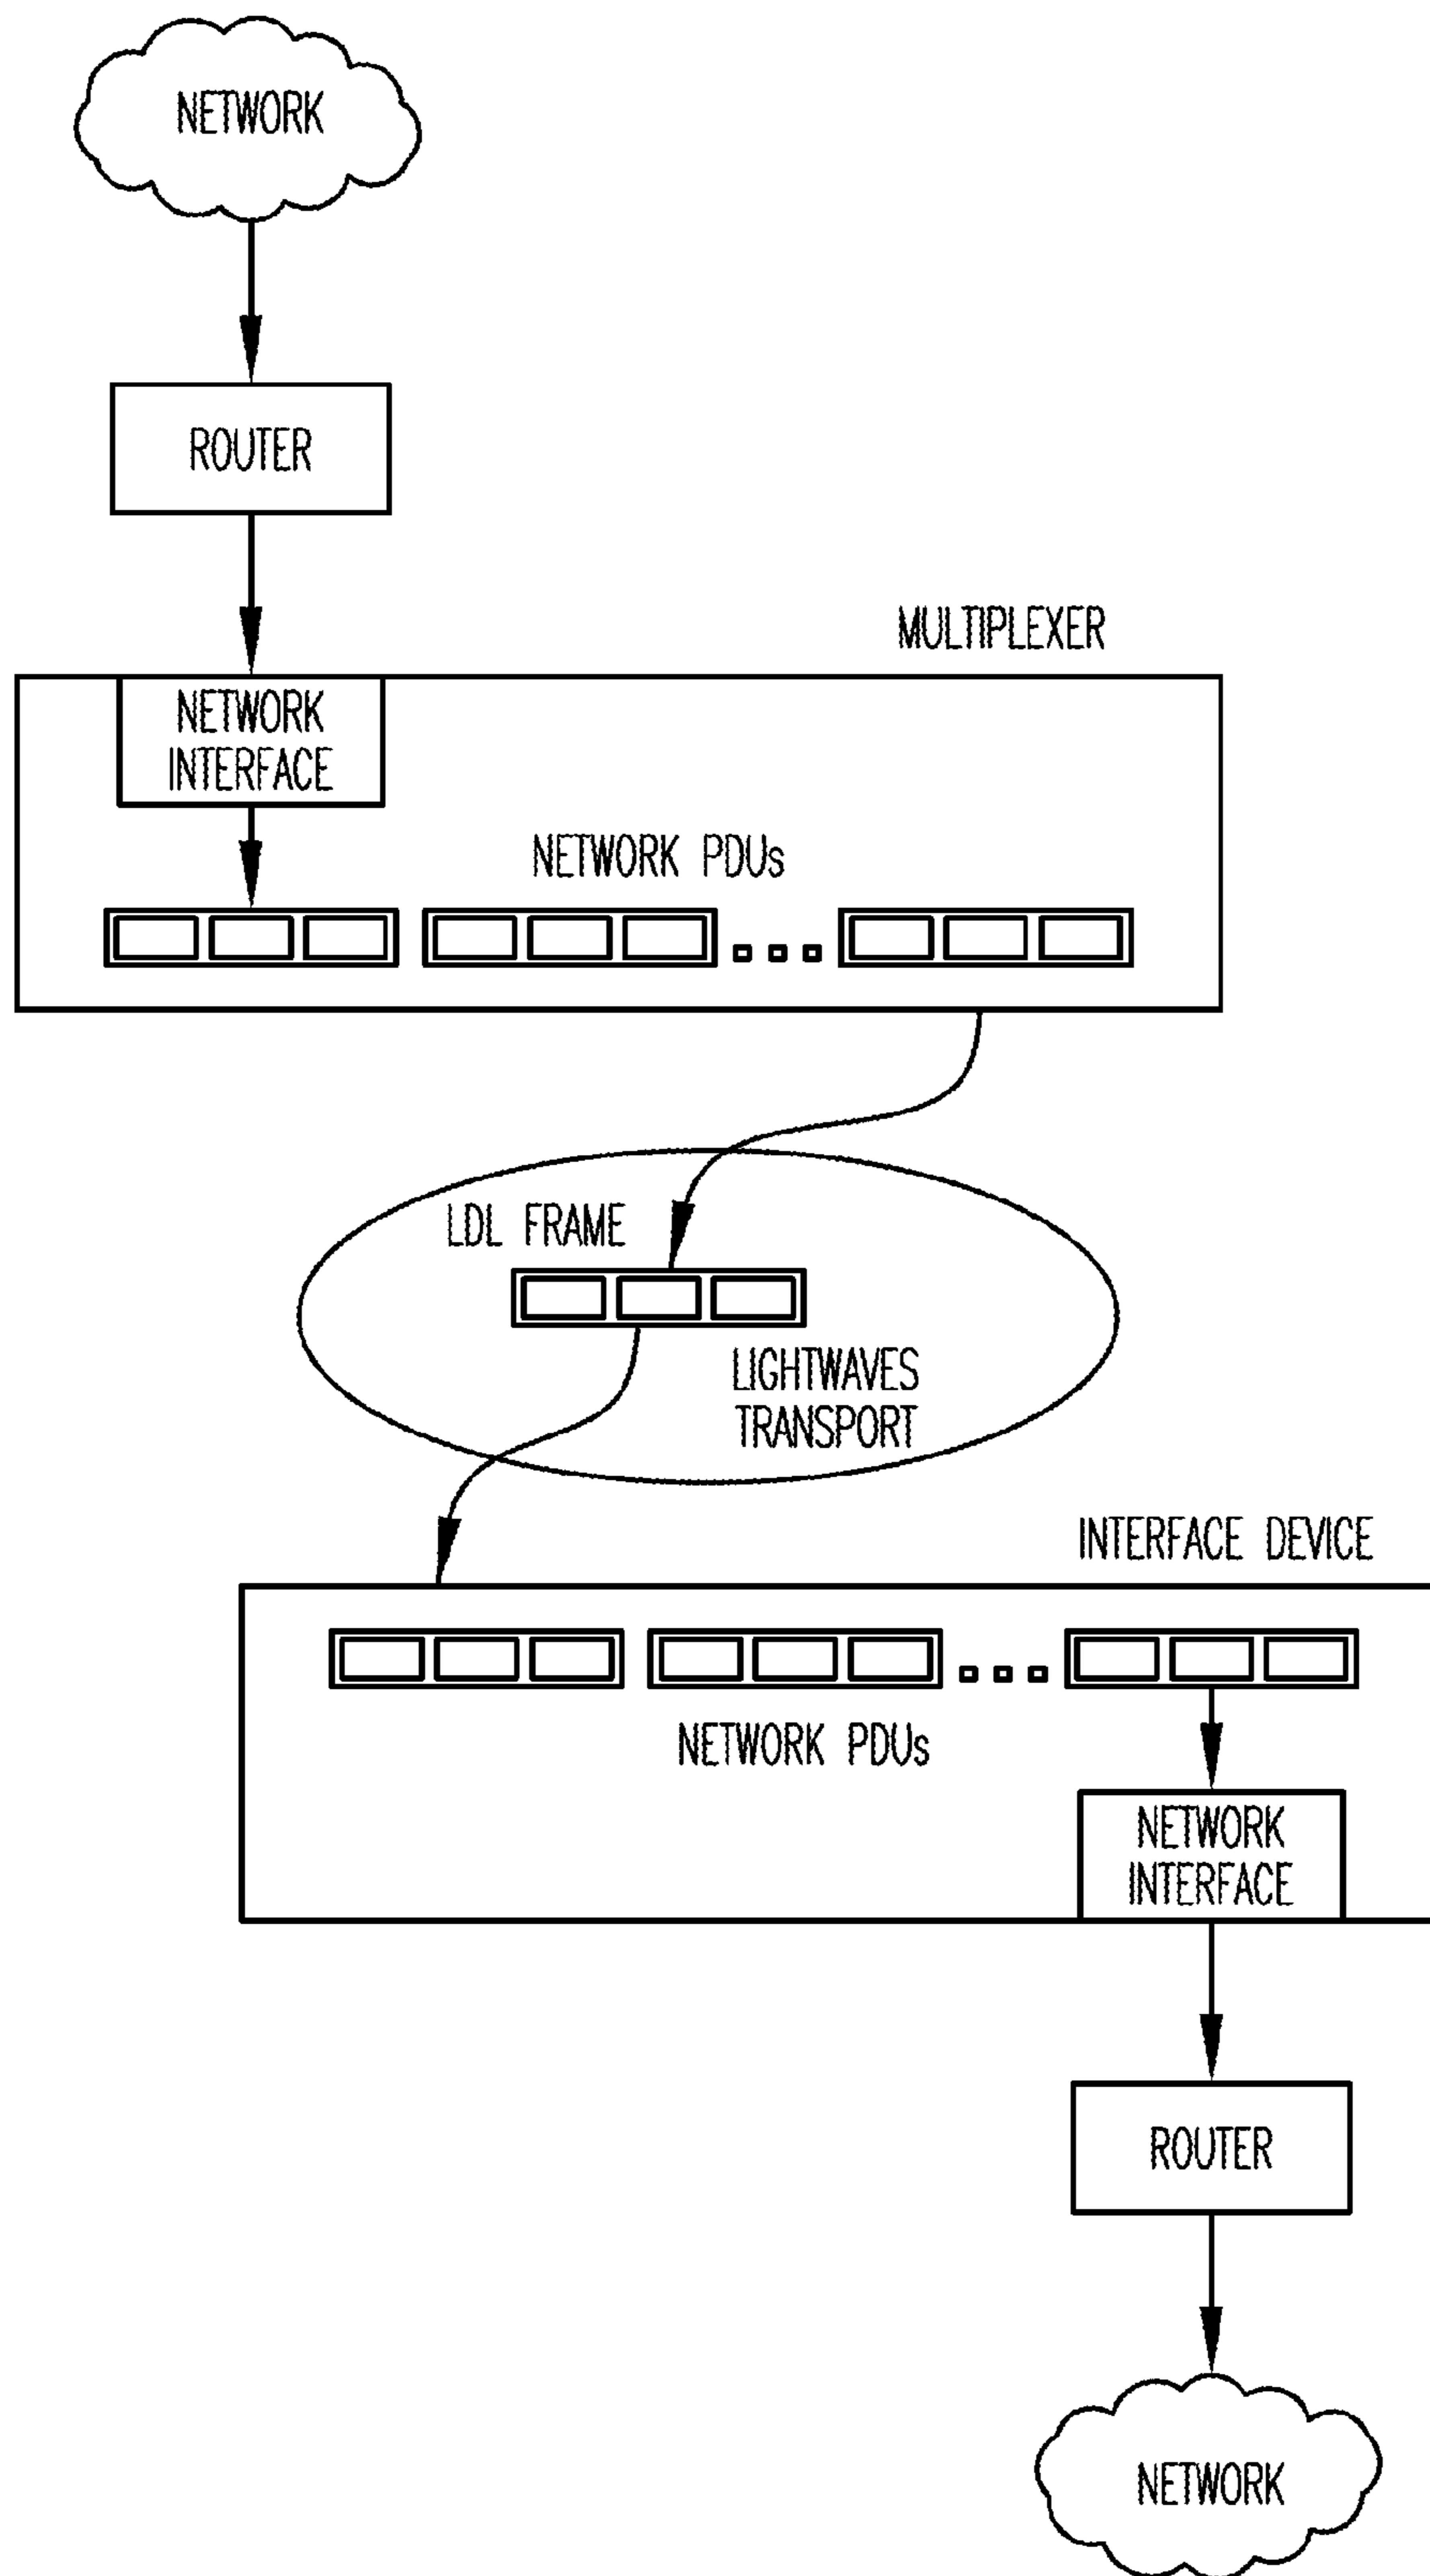 NETWORK
ROUTER
MULTIPLEXER
NETWORK
INTERFACE
NETWORK PDUs
LDL FRAME
LIGHTWAVES
TRANSPORT
INTERFACE DEVICE
NETWORK PDUs
NETWORK
INTERFACE
ROUTER
NETWORK